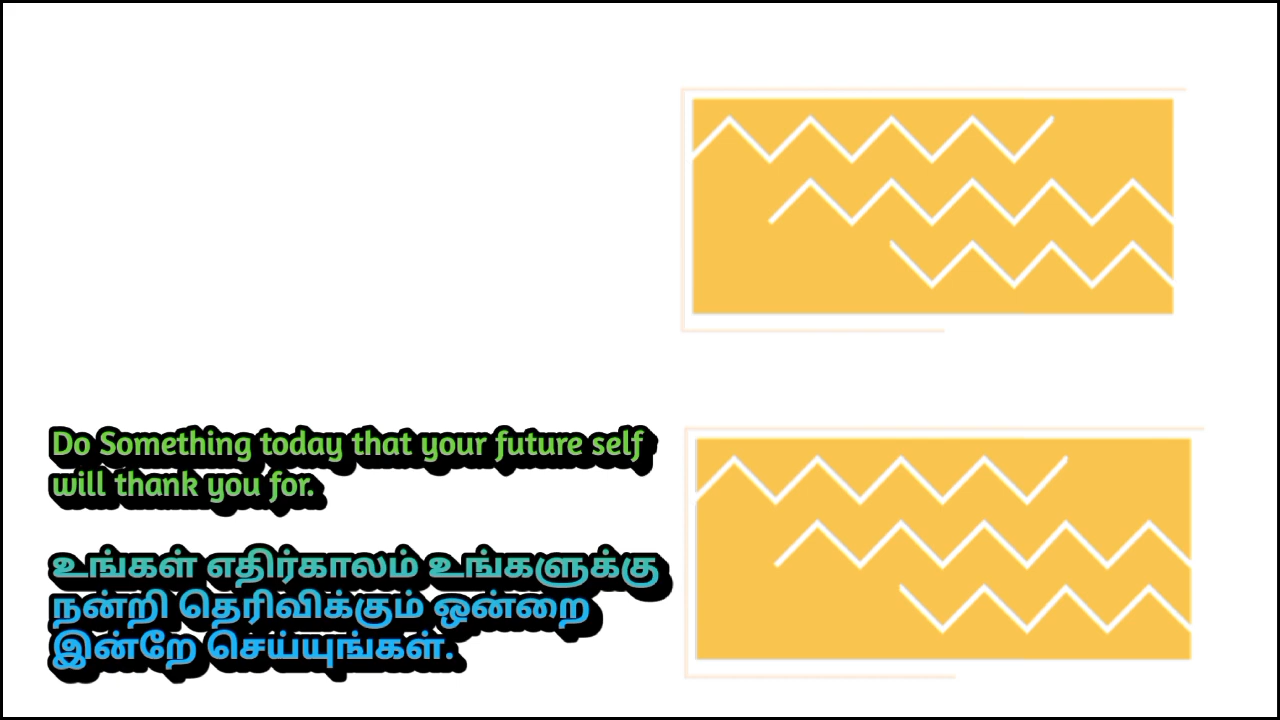 Do Something today that your future self
will thank you for.
உங்கள் எதிர்காலம் உங்களுக்கு
நன்றி தெரிவிக்கும் ஒன்றை
இன்றே செய்யுங்கள்.